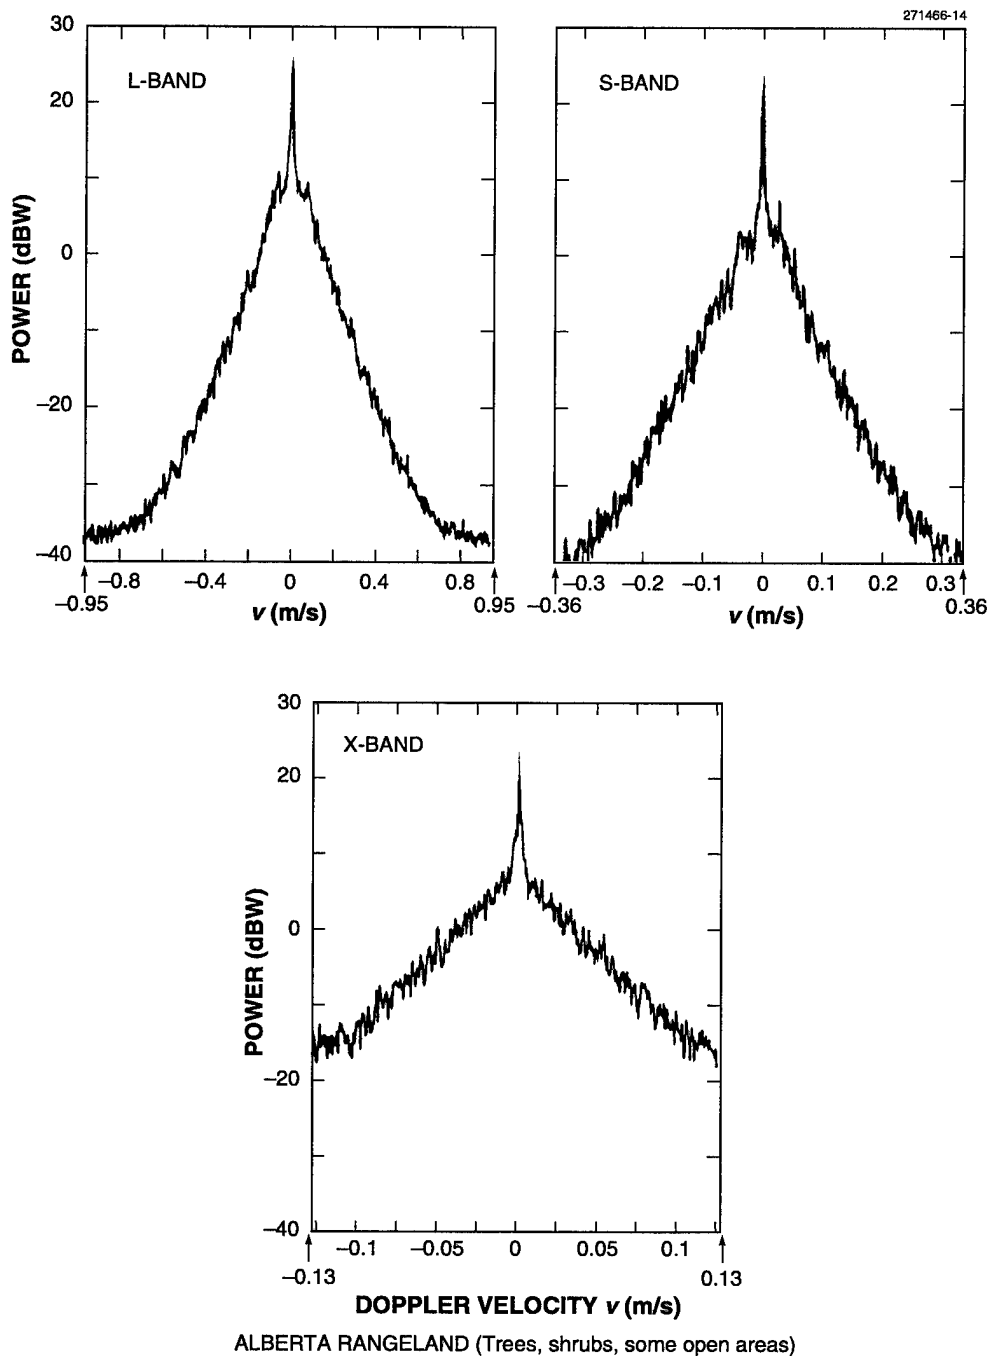 271466-14
L-BAND
S-BAND
POWER (dBW)
30
20
0
–20
–40
–0.8 –0.4 0 0.4 0.8
–0.95 0.95
v (m/s)
–0.3 –0.2 –0.1 0 0.1 0.2 0.31
–0.36 0.36
v (m/s)
X-BAND
POWER (dBW)
30
20
0
–20
–40
–0.1 –0.05 0 0.05 0.1
–0.13 0.13
DOPPLER VELOCITY v (m/s)
ALBERTA RANGELAND (Trees, shrubs, some open areas)